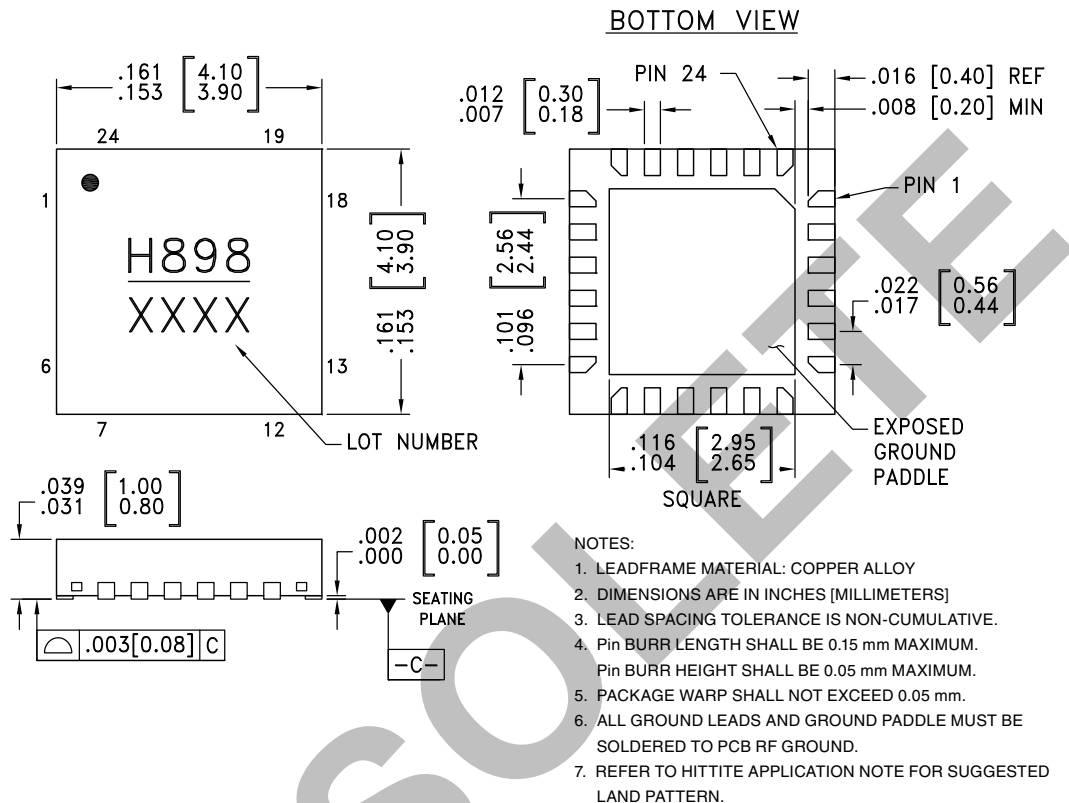 BOTTOM VIEW
.161 [4.10]
.153 [3.90]
24
19
1
18
H898
XXXX
6
13
7
12
LOT NUMBER
[4.10]
[3.90]
.161
.153
PIN 24
.012 [0.30]
.007 [0.18]
.016 [0.40] REF
.008 [0.20] MIN
PIN 1
[2.56]
[2.44]
.101
.096
.022 [0.56]
.017 [0.44]
EXPOSED
GROUND
PADDLE
.116 [2.95]
.104 [2.65]
SQUARE
.039 [1.00]
.031 [0.80]
.002 [0.05]
.000 [0.00]
SEATING
PLANE
.003[0.08] C
-C-
NOTES:
1. LEADFRAME MATERIAL: COPPER ALLOY
2. DIMENSIONS ARE IN INCHES [MILLIMETERS]
3. LEAD SPACING TOLERANCE IS NON-CUMULATIVE.
4. Pin BURR LENGTH SHALL BE 0.15 mm MAXIMUM.
Pin BURR HEIGHT SHALL BE 0.05 mm MAXIMUM.
5. PACKAGE WARP SHALL NOT EXCEED 0.05 mm.
6. ALL GROUND LEADS AND GROUND PADDLE MUST BE
SOLDERED TO PCB RF GROUND.
7. REFER TO HITTITE APPLICATION NOTE FOR SUGGESTED
LAND PATTERN.
SOLETE